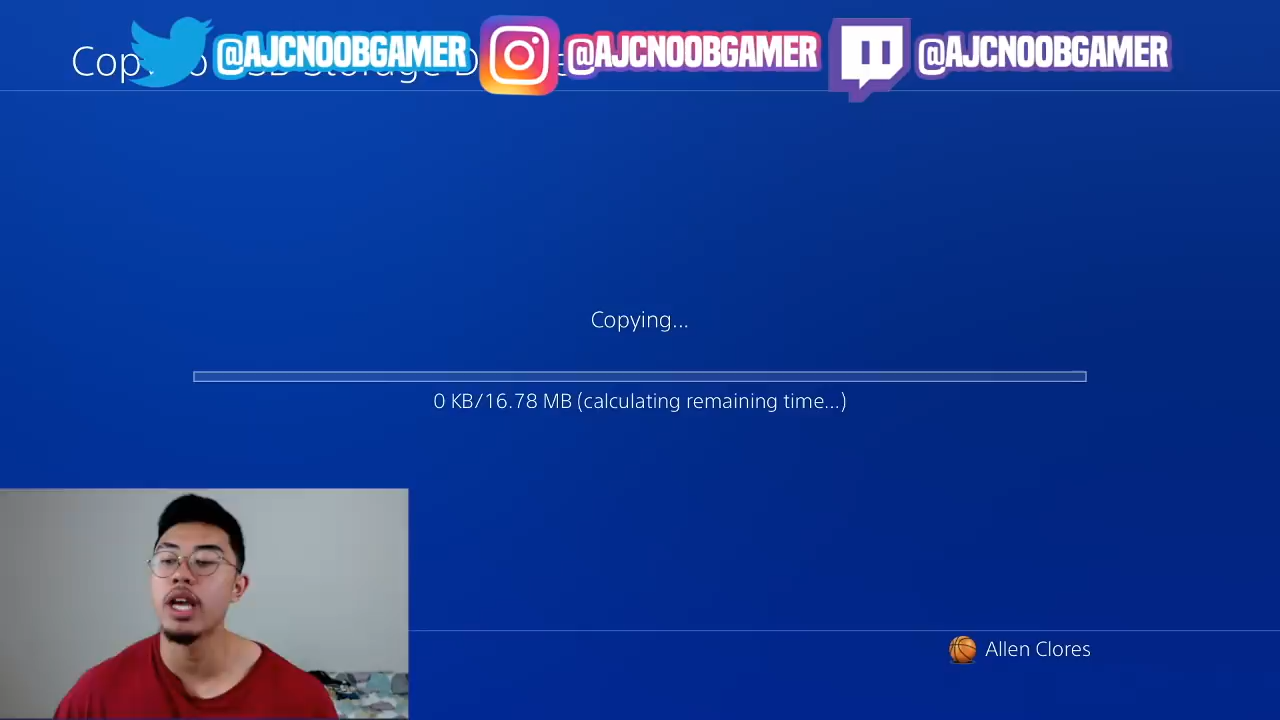 @AJCNOOBGAMER @AJCNOOBGAMER @AJCNOOBGAMER
Copying...
0 KB/16.78 MB (calculating remaining time...)
Allen Clores